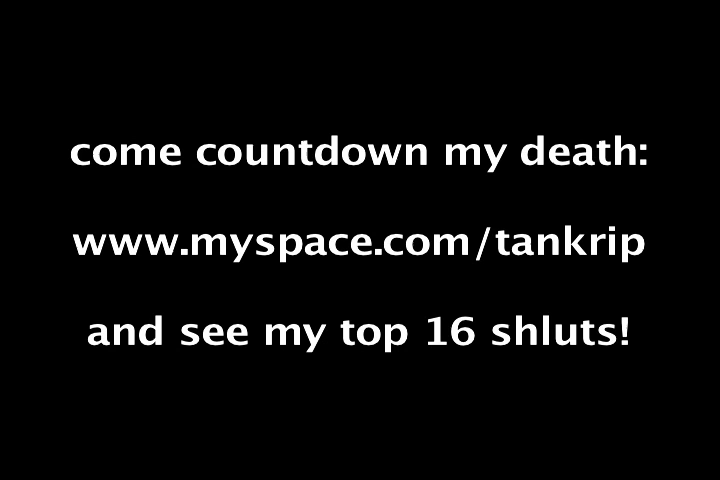 come countdown my death:
www.myspace.com/tankrip
and see my top 16 shluts!